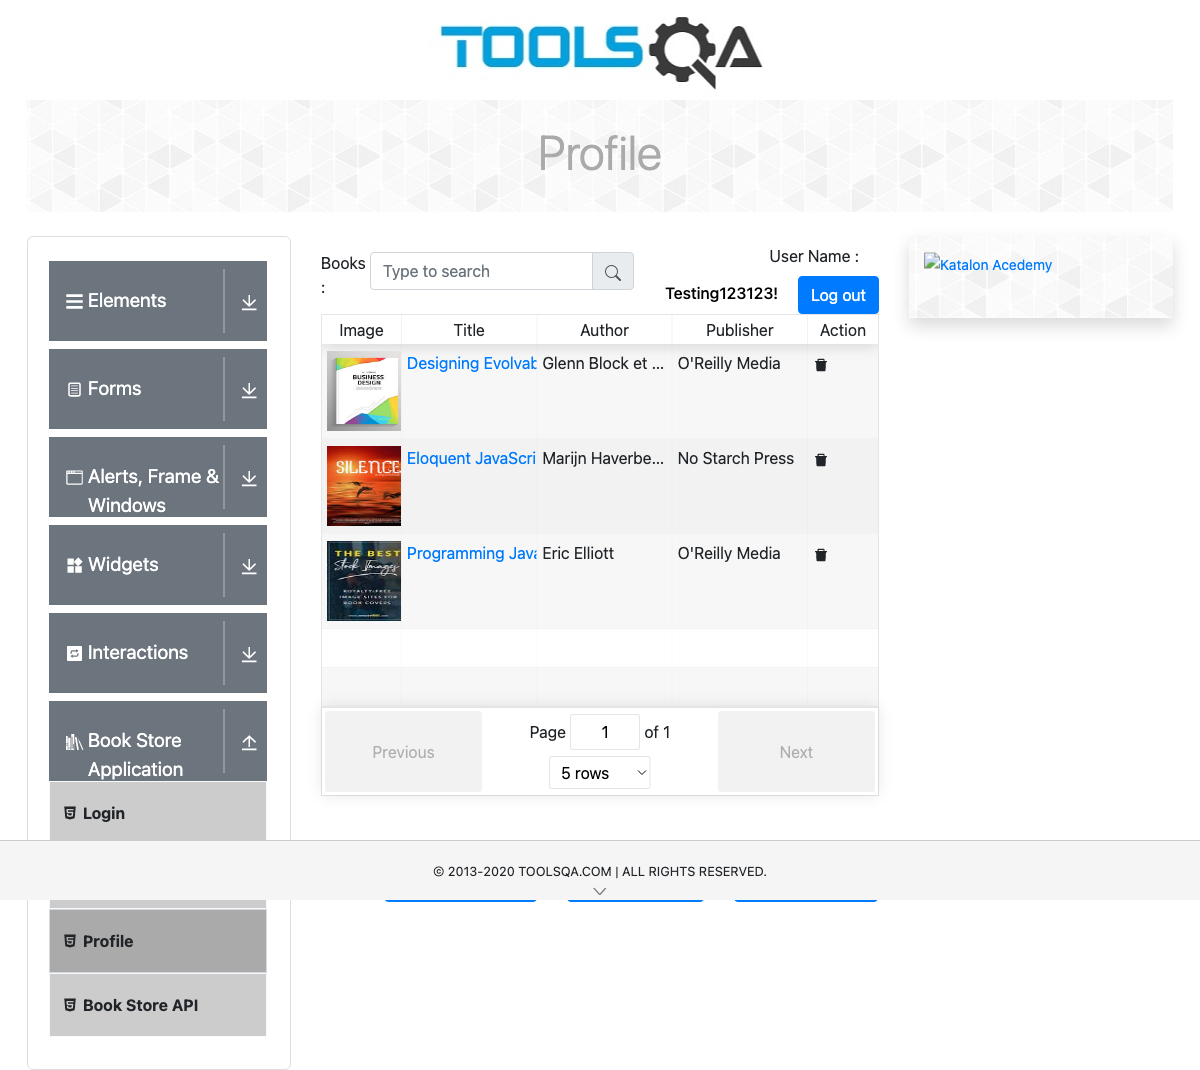 TOOLSQA
Profile
Elements
Forms
Alerts, Frame &
Windows
Widgets
Interactions
Book Store
Application
Login
Profile
Book Store API
Books
:
Type to search
User Name :
Testing123123!
Log out
Image Title Author Publisher Action
BUSINESS
DESIGN
Designing Evolvab Glenn Block et ... O'Reilly Media
SILENCE
Eloquent JavaScri Marijn Haverbe... No Starch Press
THE BEST
Stock Images
ROYALTY-FREE
IMAGE SITES FOR
BOOK COVERS
Programming Java Eric Elliott O'Reilly Media
Previous
Page 1 of 1
5 rows
Next
Katalon Acedemy
© 2013-2020 TOOLSQA.COM | ALL RIGHTS RESERVED.